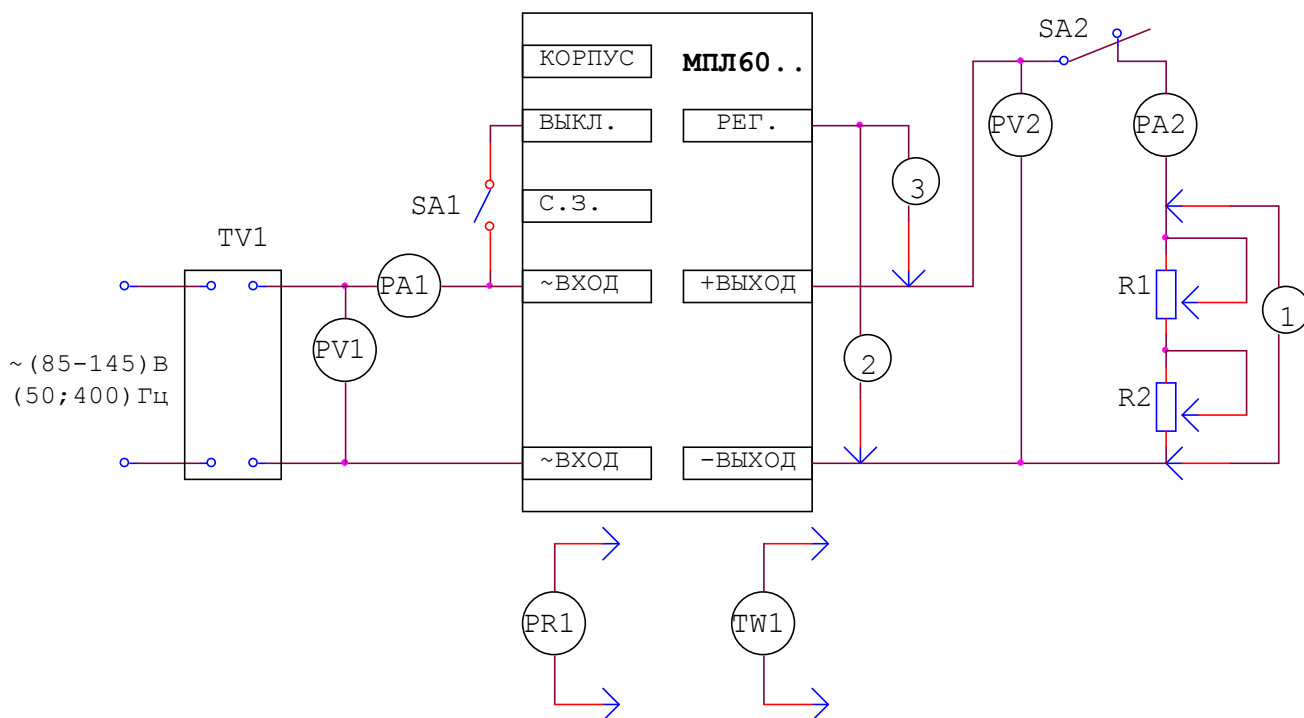 SA2
КОРПУС
МПЛ60..
ВЫКЛ.
РЕГ.
PV2
PA2
3
SA1
С.З.
TV1
PA1
~ВХОД
+ВЫХОД
R1
1
PV1
~(85-145)В
2
(50;400)Гц
R2
~ВХОД
-ВЫХОД
PR1
TW1